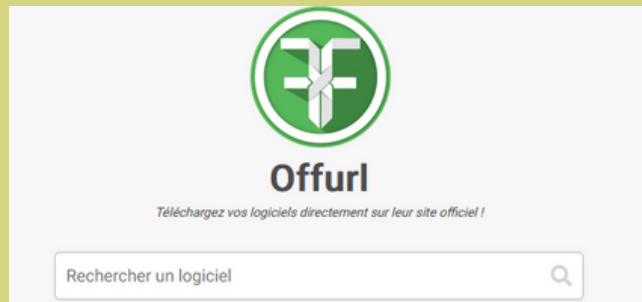 Offurl
Téléchargez vos logiciels directement sur leur site officiel !
Rechercher un logiciel